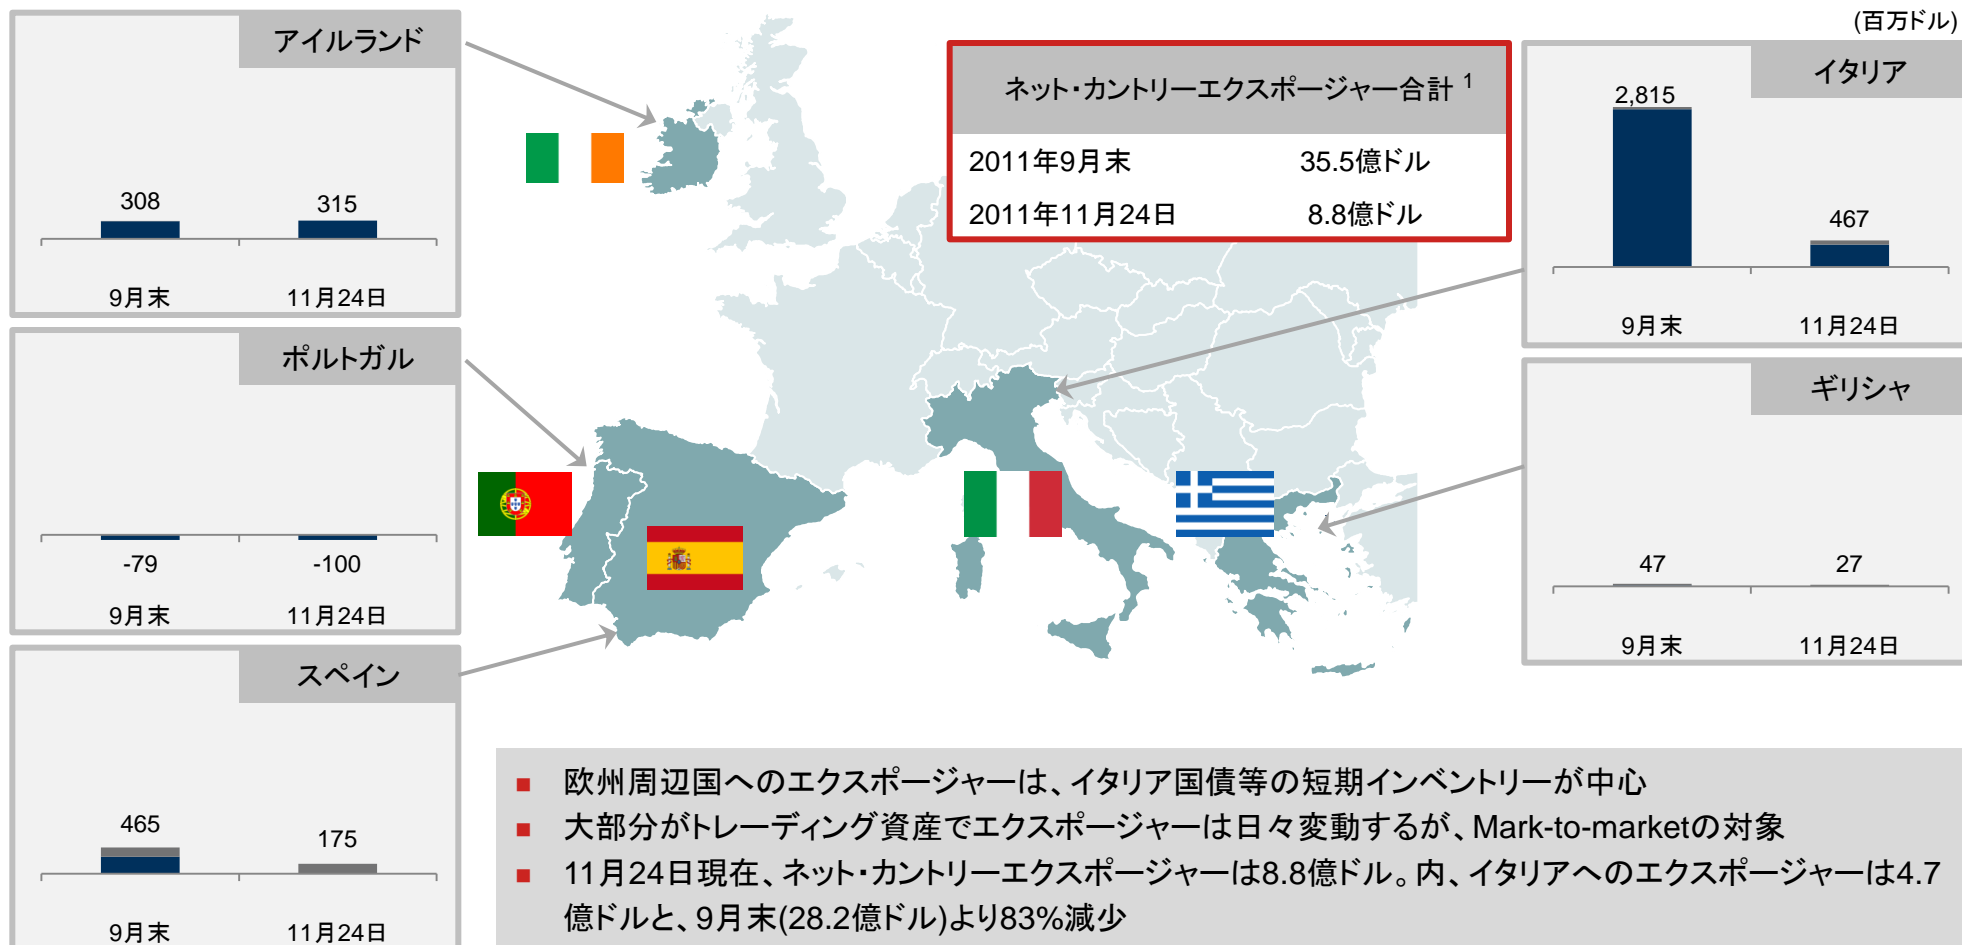 (百万ドル)
アイルランド
308
315
9月末
11月24日
ポルトガル
-79
-100
9月末
11月24日
スペイン
465
175
9月末
11月24日
ネット・カントリーエクスポージャー合計 1
2011年9月末 35.5億ドル
2011年11月24日 8.8億ドル
イタリア
2,815
467
9月末
11月24日
ギリシャ
47
27
9月末
11月24日
■ 欧州周辺国へのエクスポージャーは、イタリア国債等の短期インベントリーが中心
■ 大部分がトレーディング資産でエクスポージャーは日々変動するが、Mark-to-marketの対象
■ 11月24日現在、ネット・カントリーエクスポージャーは8.8億ドル。内、イタリアへのエクスポージャーは4.7
億ドルと、9月末(28.2億ドル)より83%減少